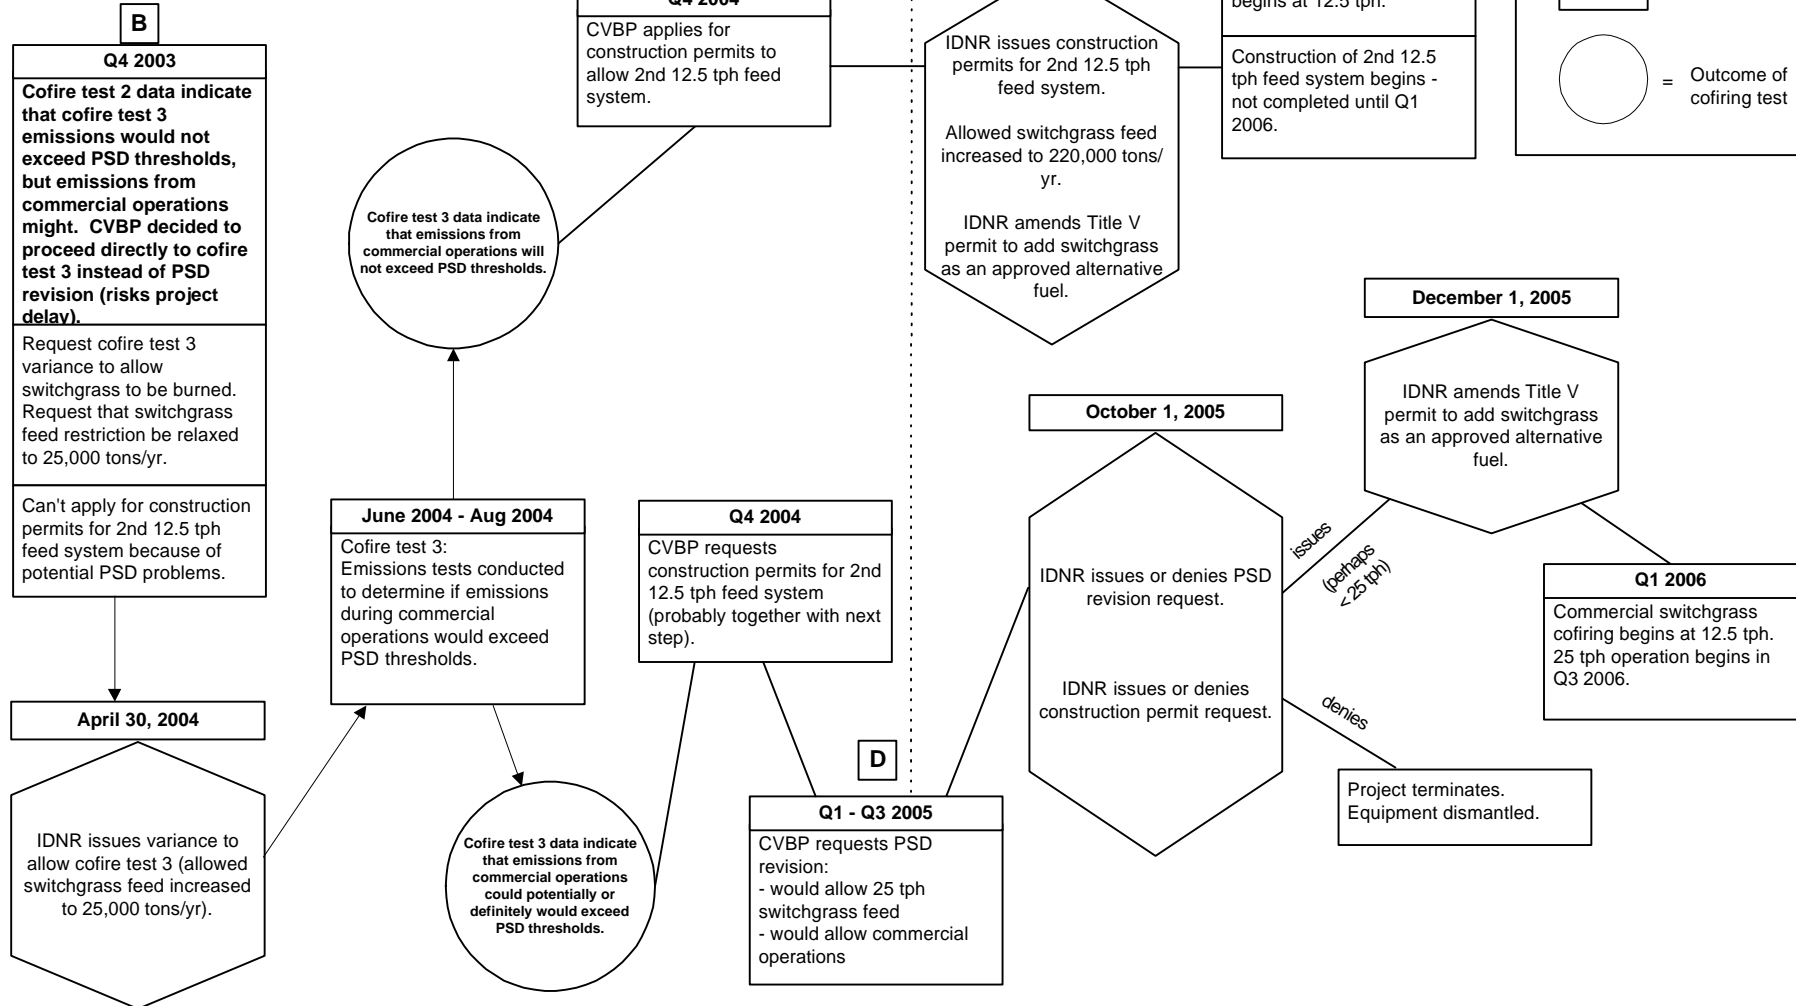 B
Q4 2003
Cofire test 2 data indicate
that cofire test 3
emissions would not
exceed PSD thresholds,
but emissions from
commercial operations
might.  CVBP decided to
proceed directly to cofire
test 3 instead of PSD
revision (risks project
delay).
Request cofire test 3
variance to allow
switchgrass to be burned.
Request that switchgrass
feed restriction be relaxed
to 25,000 tons/yr.
Can't apply for construction
permits for 2nd 12.5 tph
feed system because of
potential PSD problems.
April 30, 2004
IDNR issues variance to
allow cofire test 3 (allowed
switchgrass feed increased
to 25,000 tons/yr).
June 2004 - Aug 2004
Cofire test 3:
Emissions tests conducted
to determine if emissions
during commercial
operations would exceed
PSD thresholds.
Cofire test 3 data indicate
that emissions from
commercial operations will
not exceed PSD thresholds.
Q4 2004
CVBP applies for
construction permits to
allow 2nd 12.5 tph feed
system.
IDNR issues construction
permits for 2nd 12.5 tph
feed system.
Allowed switchgrass feed
increased to 220,000 tons/
yr.
IDNR amends Title V
permit to add switchgrass
as an approved alternative
fuel.
begins at 12.5 tph.
Construction of 2nd 12.5
tph feed system begins -
not completed until Q1
2006.
= Outcome of
cofiring test
Cofire test 3 data indicate
that emissions from
commercial operations
could potentially or
definitely would exceed
PSD thresholds.
Q4 2004
CVBP requests
construction permits for 2nd
12.5 tph feed system
(probably together with next
step).
D
Q1 - Q3 2005
CVBP requests PSD
revision:
- would allow 25 tph
switchgrass feed
- would allow commercial
operations
October 1, 2005
IDNR issues or denies PSD
revision request.
IDNR issues or denies
construction permit request.
issues
(perhaps
< 25 tph)
denies
December 1, 2005
IDNR amends Title V
permit to add switchgrass
as an approved alternative
fuel.
Q1 2006
Commercial switchgrass
cofiring begins at 12.5 tph.
25 tph operation begins in
Q3 2006.
Project terminates.
Equipment dismantled.